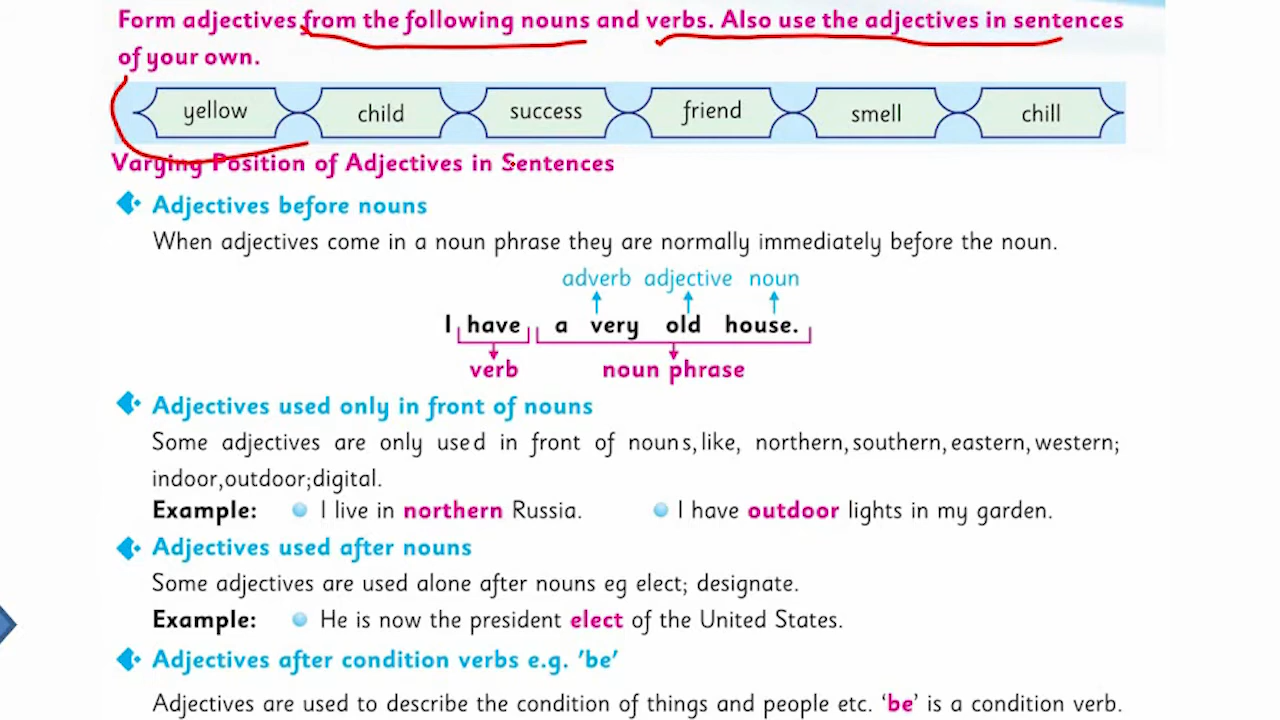 Form adjectives from the following nouns and verbs. Also use the adjectives in sentences
of your own.
yellow child success friend smell chill
Varying Position of Adjectives in Sentences
Adjectives before nouns
When adjectives come in a noun phrase they are normally immediately before the noun.
adverb adjective noun
I have a very old house.
verb noun phrase
Adjectives used only in front of nouns
Some adjectives are only used in front of nouns, like, northern, southern, eastern, western;
indoor,outdoor;digital.
Example: I live in northern Russia. I have outdoor lights in my garden.
Adjectives used after nouns
Some adjectives are used alone after nouns eg elect; designate.
Example: He is now the president elect of the United States.
Adjectives after condition verbs e.g. 'be'
Adjectives are used to describe the condition of things and people etc. 'be' is a condition verb.